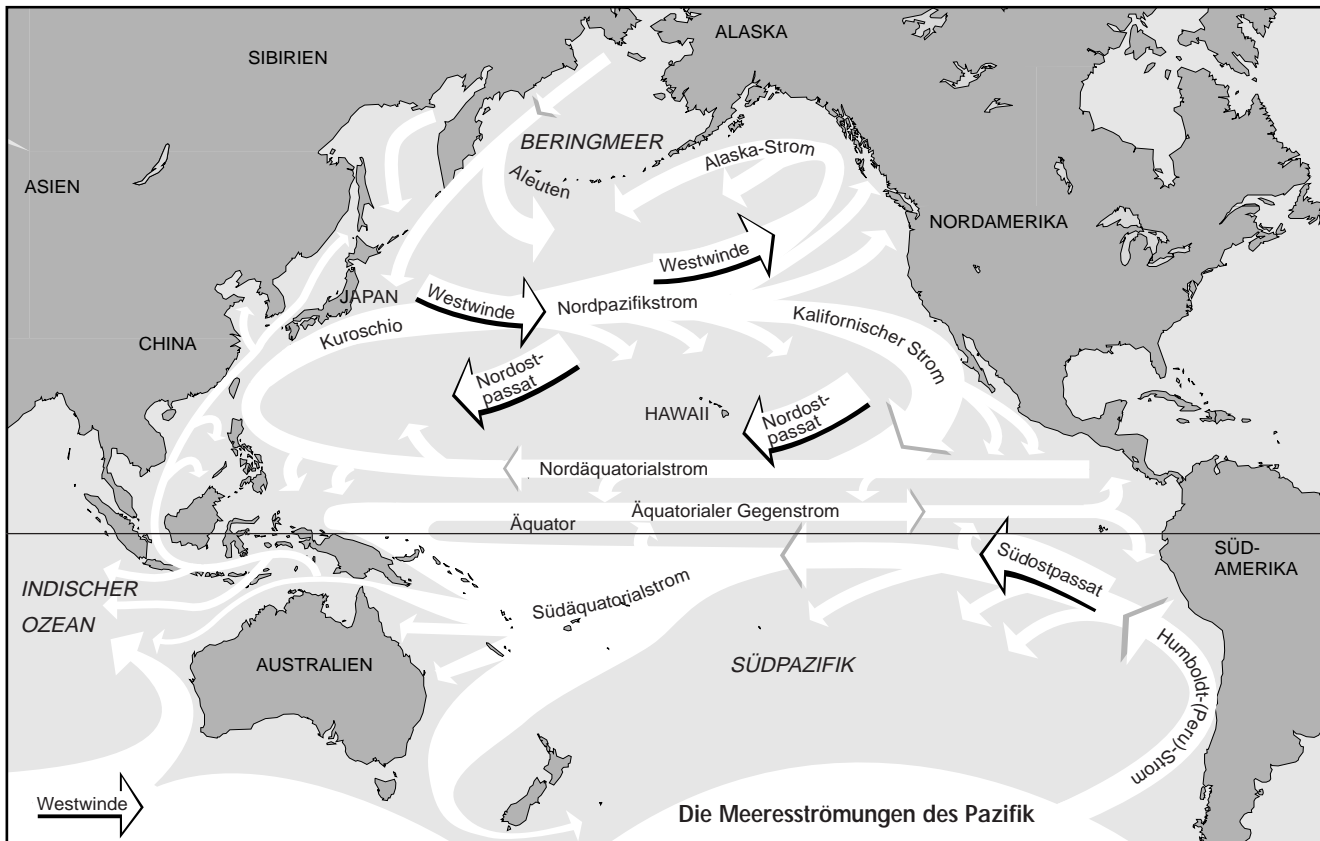 ALASKA
SIBIRIEN
BERINGMEER
Alaska-Strom
ASIEN
Aleuten
NORDAMERIKA
Westwinde
JAPAN
Westwinde
Nordpazifikstrom
Kalifornischer Strom
Kuroschio
CHINA
Nordost-
passat
HAWAII
Nordost-
passat
Nordäquatorialstrom
Äquatorialer Gegenstrom
Äquator
Südostpassat
SÜD-
AMERIKA
INDISCHER
OZEAN
Südäquatorialstrom
AUSTRALIEN
SÜDPAZIFIK
Humboldt-(Peru)-Strom
Westwinde
Die Meeresströmungen des Pazifik